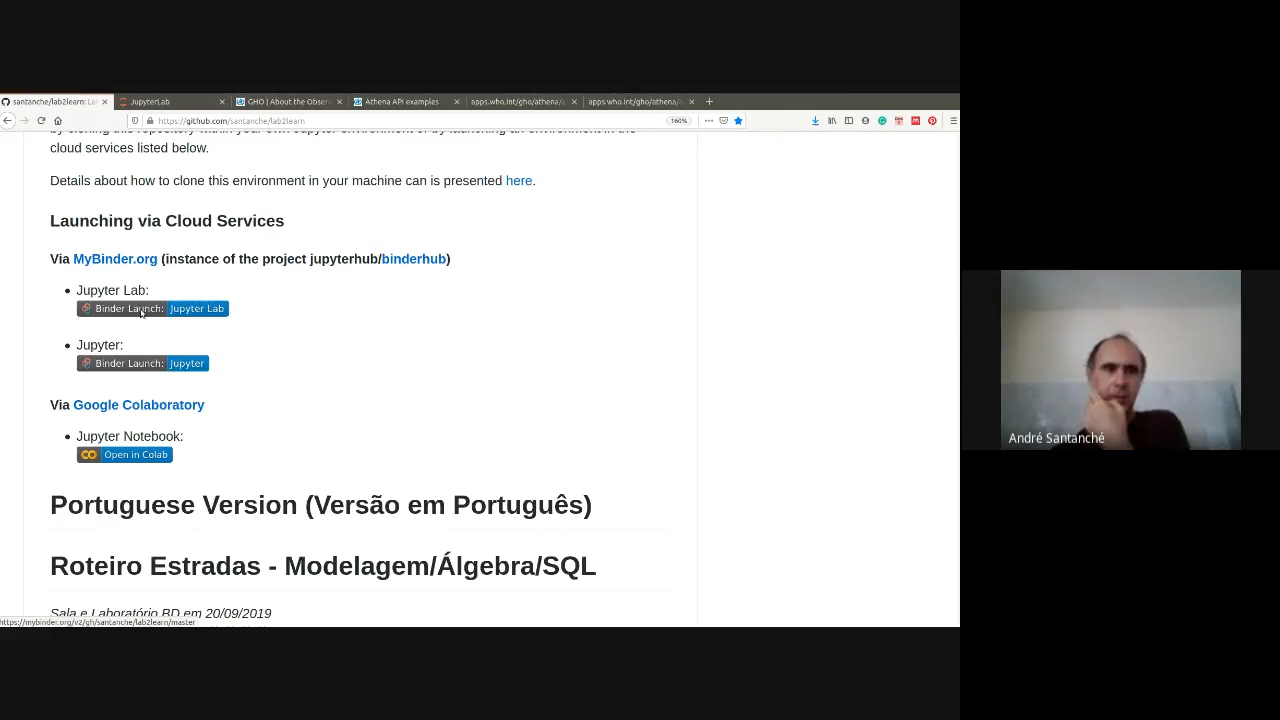 santanche/lab2learn: La
JupyterLab
GHO | About the Observ
Athena API examples
apps.who.int/gho/athena/
apps.who.int/gho/athena/
https://github.com/santanche/lab2learn
160%
cloud services listed below.
Details about how to clone this environment in your machine can is presented here.
Launching via Cloud Services
Via MyBinder.org (instance of the project jupyterhub/binderhub)
Jupyter Lab:
Binder Launch: Jupyter Lab
Jupyter:
Binder Launch: Jupyter
Via Google Colaboratory
Jupyter Notebook:
Open in Colab
Portuguese Version (Versão em Português)
Roteiro Estradas - Modelagem/Álgebra/SQL
Sala e Laboratório BD em 20/09/2019
https://mybinder.org/v2/gh/santanche/lab2learn/master
André Santanché